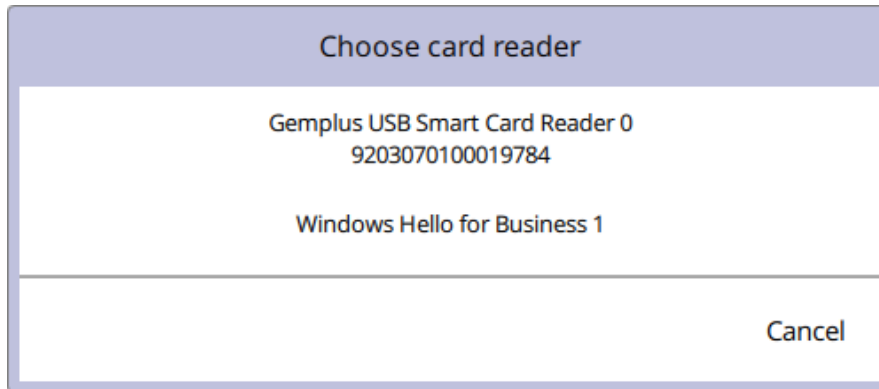 Choose card reader
Gemplus USB Smart Card Reader 0
9203070100019784
Windows Hello for Business 1
Cancel